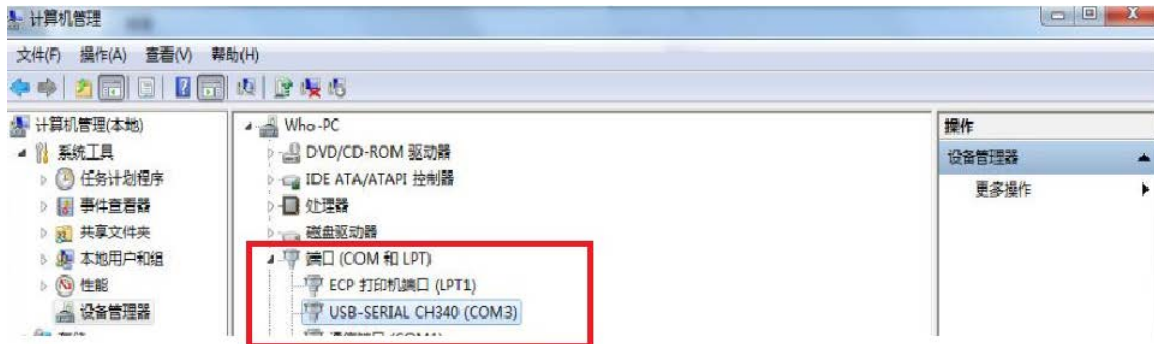 计算机管理
文件(F) 操作(A) 查看(V) 帮助(H)
计算机管理(本地)
系统工具
任务计划程序
事件查看器
共享文件夹
本地用户和组
性能
设备管理器
Who-PC
DVD/CD-ROM 驱动器
IDE ATA/ATAPI 控制器
处理器
磁盘驱动器
端口 (COM 和 LPT)
ECP 打印机端口 (LPT1)
USB-SERIAL CH340 (COM3)
操作
设备管理器
更多操作